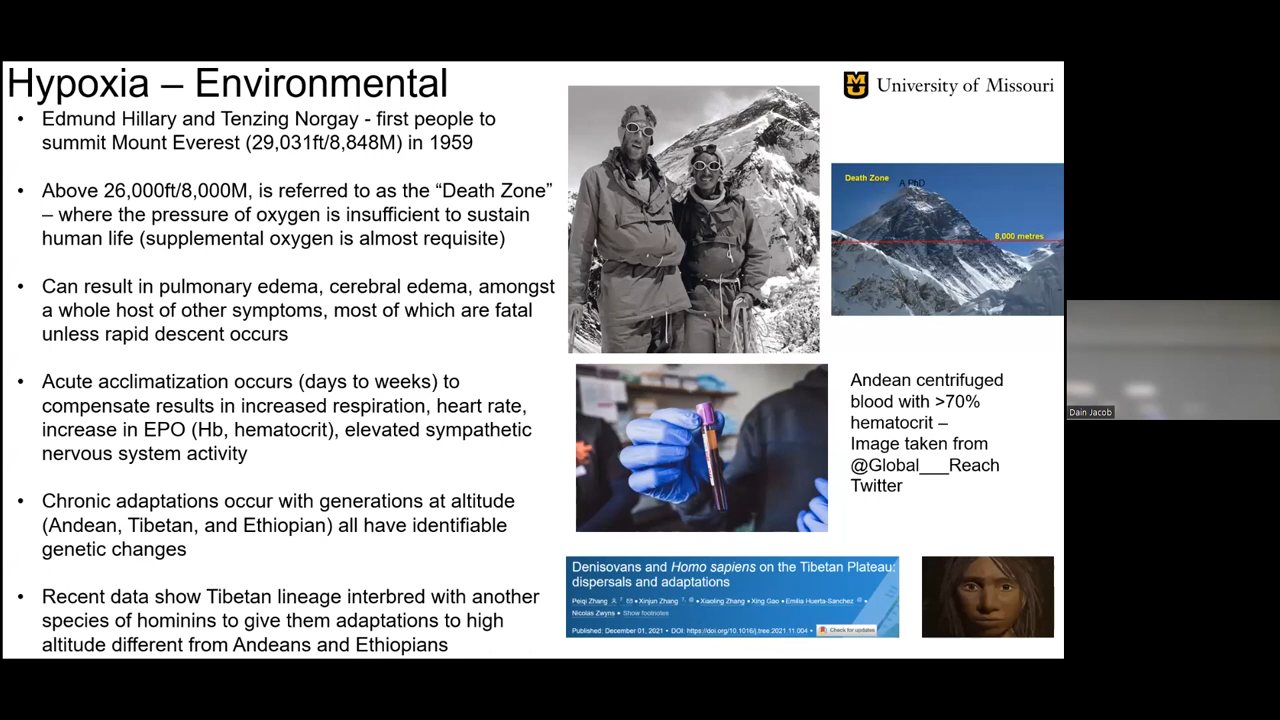 Hypoxia – Environmental
• Edmund Hillary and Tenzing Norgay - first people to
summit Mount Everest (29,031ft/8,848M) in 1959
• Above 26,000ft/8,000M, is referred to as the “Death Zone”
– where the pressure of oxygen is insufficient to sustain
human life (supplemental oxygen is almost requisite)
• Can result in pulmonary edema, cerebral edema, amongst
a whole host of other symptoms, most of which are fatal
unless rapid descent occurs
• Acute acclimatization occurs (days to weeks) to
compensate results in increased respiration, heart rate,
increase in EPO (Hb, hematocrit), elevated sympathetic
nervous system activity
• Chronic adaptations occur with generations at altitude
(Andean, Tibetan, and Ethiopian) all have identifiable
genetic changes
• Recent data show Tibetan lineage interbred with another
species of hominins to give them adaptations to high
altitude different from Andeans and Ethiopians
University of Missouri
Death Zone
A PhD
8,000 metres
Andean centrifuged
blood with >70%
hematocrit –
Image taken from
@Global___Reach
Twitter
Denisovans and Homo sapiens on the Tibetan Plateau:
dispersals and adaptations
Peiqi Zhang • Xinjun Zhang • Xiaoling Zhang • Xing Gao • Emilia Huerta-Sanchez •
Nicolas Zwyns • Show footnotes
Published: December 01, 2021 • DOI: https://doi.org/10.1016/j.tree.2021.11.004 • Check for updates
Dain Jacob